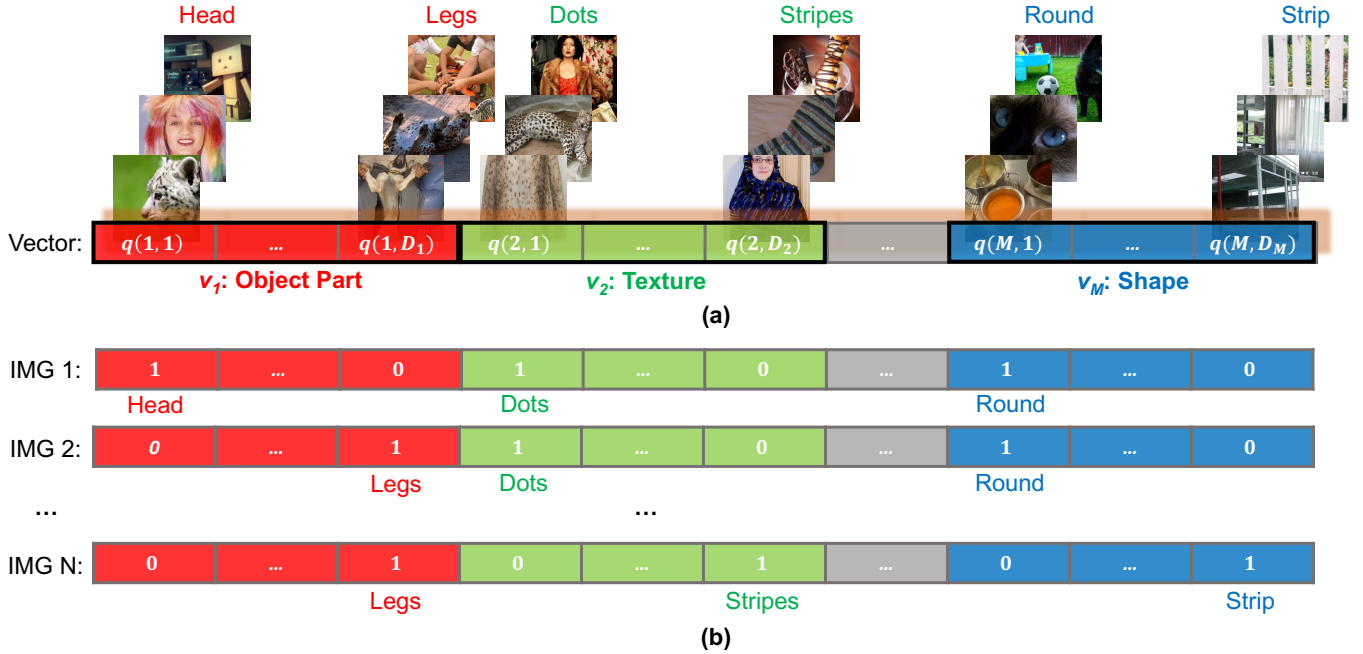 Head Legs Dots Stripes Round Strip
Vector: q(1, 1) ... q(1, D₁) q(2, 1) ... q(2, D₂) ... q(M, 1) ... q(M, D_M)
v₁: Object Part v₂: Texture v_M: Shape
(a)
IMG 1: 1 ... 0 1 ... 0 ... 1 ... 0
Head Dots Round
IMG 2: 0 ... 1 1 ... 0 ... 1 ... 0
Legs Dots Round
... ...
IMG N: 0 ... 1 0 ... 1 ... 0 ... 1
Legs Stripes Strip
(b)